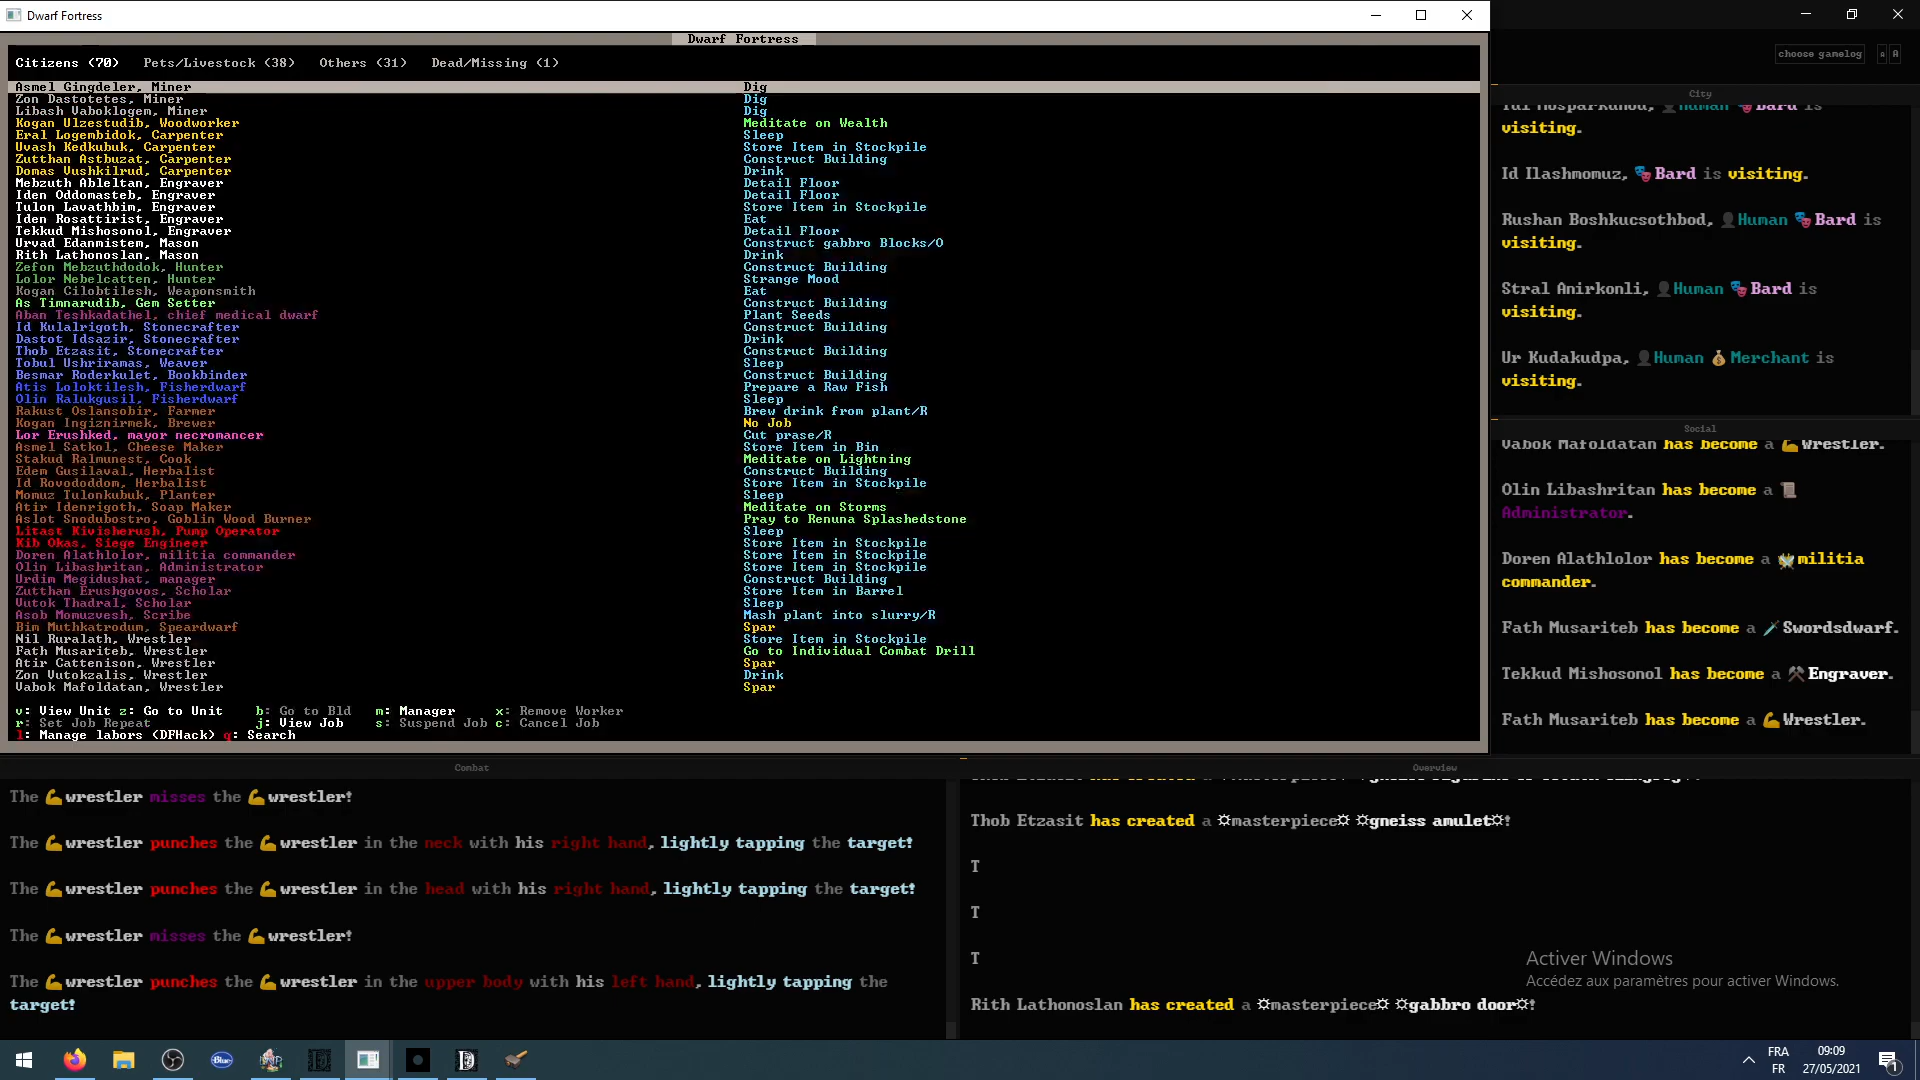 Dwarf Fortress
Dwarf Fortress
Citizens (70) Pets/Livestock (38) Others (31) Dead/Missing (1)
Asmel Gingdeler, Miner Dig
Zon Dastotetes, Miner Dig
Libash Vaboklogem, Miner Dig
Kogan Ulzestudib, Woodworker Meditate on Wealth
Eral Logembidok, Carpenter Sleep
Uvash Kedkubuk, Carpenter Store Item in Stockpile
Zutthan Astbuzat, Carpenter Construct Building
Domas Vushkilrud, Carpenter Drink
Mebzuth Ableltan, Engraver Detail Floor
Iden Oddomasteb, Engraver Detail Floor
Tulon Lavathbim, Engraver Store Item in Stockpile
Iden Rosattirist, Engraver Eat
Tekkud Mishosonol, Engraver Detail Floor
Urvad Edanmistem, Mason Construct gabbro Blocks/O
Rith Lathonoslan, Mason Drink
Zefon Mebzuthdodok, Hunter Construct Building
Lolor Nebelcatten, Hunter Strange Mood
Kogan Cilobtilesh, Weaponsmith Eat
As Timnarudib, Gem Setter Construct Building
Aban Teshkadathel, chief medical dwarf Plant Seeds
Id Kulalrigoth, Stonecrafter Construct Building
Dastot Idsazir, Stonecrafter Drink
Thob Etzasit, Stonecrafter Construct Building
Tobul Ushriramas, Weaver Sleep
Besmar Roderkulet, Bookbinder Construct Building
Atis Loloktilesh, Fisherdwarf Prepare a Raw Fish
Olin Ralukgusil, Fisherdwarf Sleep
Rakust Oslansobir, Farmer Brew drink from plant/R
Kogan Ingiznirmek, Brewer No Job
Lor Erushked, mayor necromancer Cut prase/R
Asmel Satkol, Cheese Maker Store Item in Bin
Stakud Ralmunest, Cook Meditate on Lightning
Edem Gusilaval, Herbalist Construct Building
Id Rovododdom, Herbalist Store Item in Stockpile
Momuz Tulonkubuk, Planter Sleep
Atir Idenrigoth, Soap Maker Meditate on Storms
Aslot Snodubostro, Goblin Wood Burner Pray to Renuna Splashedstone
Litast Kivisherush, Pump Operator Sleep
Kib Okas, Siege Engineer Store Item in Stockpile
Doren Alathlolor, militia commander Store Item in Stockpile
Olin Libashritan, Administrator Store Item in Stockpile
Urdim Megidushat, manager Construct Building
Zutthan Erushgovos, Scholar Store Item in Barrel
Vutok Thadral, Scholar Sleep
Asob Momuzvesh, Scribe Mash plant into slurry/R
Bim Muthkatrodum, Speardwarf Spar
Nil Ruralath, Wrestler Store Item in Stockpile
Fath Musariteb, Wrestler Go to Individual Combat Drill
Atir Cattenison, Wrestler Spar
Zon Vutokzalis, Wrestler Drink
Vabok Mafoldatan, Wrestler Spar
v: View Unit z: Go to Unit b: Go to Bld m: Manager x: Remove Worker
r: Set Job Repeat j: View Job s: Suspend Job c: Cancel Job
l: Manage labors (DFHack) q: Search
choose gamelog a A
City
Human Bard is
visiting.
Id Ilashmomuz, Bard is visiting.
Rushan Boshkucsothbod, Human Bard is
visiting.
Stral Anirkonli, Human Bard is
visiting.
Ur Kudakudpa, Human Merchant is
visiting.
Social
Vabok Mafoldatan has become a Wrestler.
Olin Libashritan has become a
Administrator.
Doren Alathlolor has become a militia
commander.
Fath Musariteb has become a Swordsdwarf.
Tekkud Mishosonol has become a Engraver.
Fath Musariteb has become a Wrestler.
Combat
The wrestler misses the wrestler!
The wrestler punches the wrestler in the neck with his right hand, lightly tapping the target!
The wrestler punches the wrestler in the head with his right hand, lightly tapping the target!
The wrestler misses the wrestler!
The wrestler punches the wrestler in the upper body with his left hand, lightly tapping the
target!
Overview
Thob Etzasit has created a ☼masterpiece☼ ☼gneiss amulet☼!
T
T
T
Rith Lathonoslan has created a ☼masterpiece☼ ☼gabbro door☼!
Activer Windows
Accédez aux paramètres pour activer Windows.
FRA
FR
09:09
27/05/2021
1